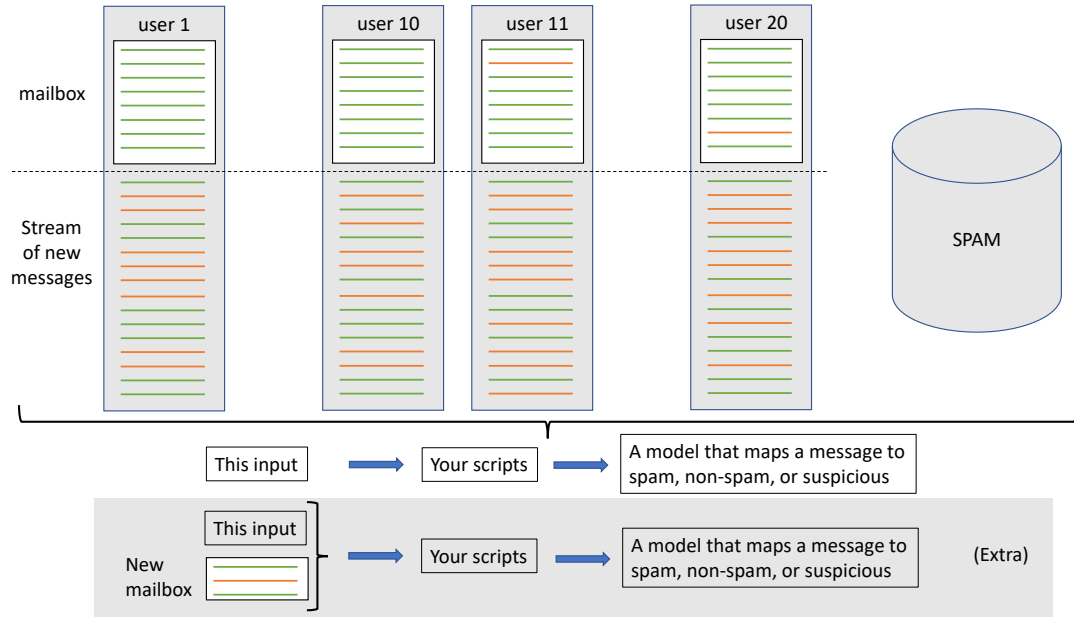 user 1
user 10
user 11
user 20
mailbox
Stream
of new
messages
SPAM
This input
Your scripts
A model that maps a message to
spam, non-spam, or suspicious
This input
New
mailbox
Your scripts
A model that maps a message to
spam, non-spam, or suspicious
(Extra)